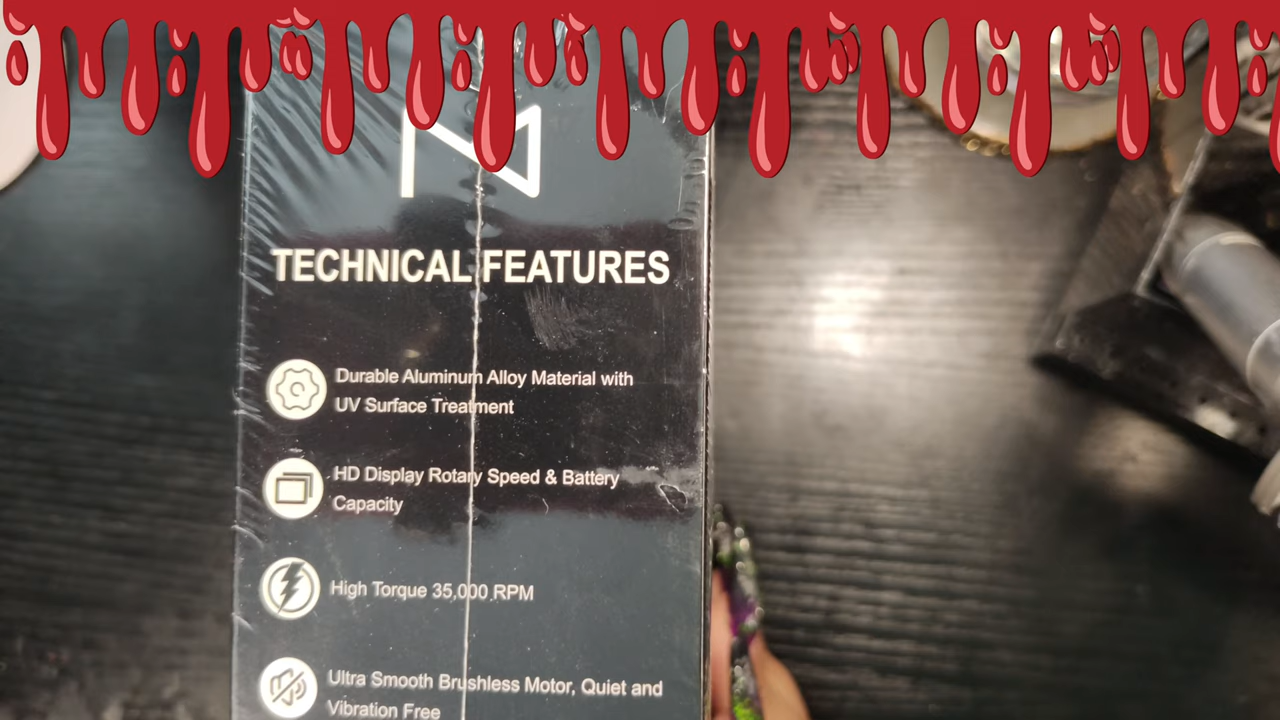 TECHNICAL FEATURES
Durable Aluminum Alloy Material with
UV Surface Treatment
HD Display Rotary Speed & Battery
Capacity
High Torque 35,000 RPM
Ultra Smooth Brushless Motor, Quiet and
Vibration Free